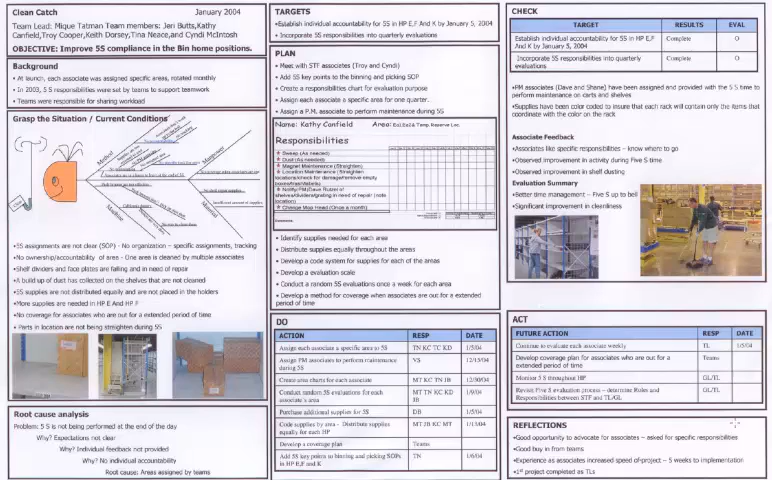 Clean Catch January 2004
Team Lead: Migue Tatman Team members: Jeri Butts,Kathy
Canfield,Troy Cooper,Keith Dorsey,Tina Neace,and Cyndi McIntosh
OBJECTIVE: Improve 5S compliance in the Bin home positions.
Background
• At launch, each associate was assigned specific areas, rotated monthly
• In 2003, 5 S responsibilities were set by teams to support teamwork
• Teams were responsible for sharing workload
Grasp the Situation / Current Conditions
Method
Manpower
Machine
Material
•5S assignments are not clear (SOP) - No organization – specific assignments, tracking
•No ownership/accountability of area - One area is cleaned by multiple associates
•Shelf dividers and face plates are falling and in need of repair
•A build up of dust has collected on the shelves that are not cleaned
•5S supplies are not distributed equally and are not placed in the holders
•More supplies are needed in HP E And HP F
•No coverage for associates who are out for a extended period of time
• Parts in location are not being straighten during 5S
Root cause analysis
Problem: 5 S is not being performed at the end of the day
Why? Expectations not clear
Why? Individual feedback not provided
Why? No individual accountability
Root cause: Areas assigned by teams
TARGETS
•Establish individual accountability for 5S in HP E,F And K by January 5, 2004
• Incorporate 5S responsibilities into quarterly evaluations
PLAN
• Meet with STF associates (Troy and Cyndi)
• Add 5S key points to the binning and picking SOP
• Create a responsibilities chart for evaluation purpose
• Assign each associate a specific area for one quarter.
• Assign a P.M. associate to perform maintenance during 5S
Name: Kathy Canfield Area:
Responsibilities
★ Sweep (As needed)
★ Dust (As needed)
★ Magnet Maintenance (Straighten)
★ Location Maintenance (Straighten
★ Change Map Head (Once a month)
• Identify supplies needed for each area
• Distribute supplies equally throughout the areas
• Develop a code system for supplies for each of the areas
• Develop a evaluation scale
• Conduct a random 5S evaluations once a week for each area
• Develop a method for coverage when associates are out for a extended
period of time
DO
ACTION RESP DATE
Assign each associate a specific area to 5S TN KC TC KD 1/5/04
Assign PM associates to perform maintenance
during 5S VS 12/15/04
Create area charts for each associate MT KC TN JB 12/30/04
Conduct random 5S evaluations for each
associate's area MT TN KC KD
JB 1/9/04
Purchase additional supplies for 5S DB 1/5/04
Code supplies by area - Distribute supplies
equally for each HP MT JB KC MT 1/13/04
Develop a coverage plan Teams
Add 5S key points to binning and picking SOPs
in HP E,F and K TN 1/6/04
CHECK
TARGET RESULTS EVAL
Establish individual accountability for 5S in HP E,F
And K by January 5, 2004 Complete O
Incorporate 5S responsibilities into quarterly
evaluations Complete O
•PM associates (Dave and Shane) have been assigned and provided with the 5 S time to
perform maintenance on carts and shelves
•Supplies have been color coded to insure that each rack will contain only the items that
coordinate with the color on the rack
Associate Feedback
•Associates like specific responsibilities – know where to go
•Observed improvement in activity during Five S time
•Observed improvement in shelf dusting
Evaluation Summary
•Better time management – Five S up to bell
•Significant improvement in cleanliness
ACT
FUTURE ACTION RESP DATE
Continue to evaluate each associate weekly TL 1/5/04
Develop coverage plan for associates who are out for a
extended period of time Teams
Monitor 5 S throughout HP GL/TL
Revisit Five S evaluation process – determine Roles and
Responsibilities between STF and TL/GL GL/TL
REFLECTIONS
•Good opportunity to advocate for associates – asked for specific responsibilities
•Good buy in from teams
•Experience as associates increased speed of-project – 5 weeks to implementation
•1st project completed as TLs